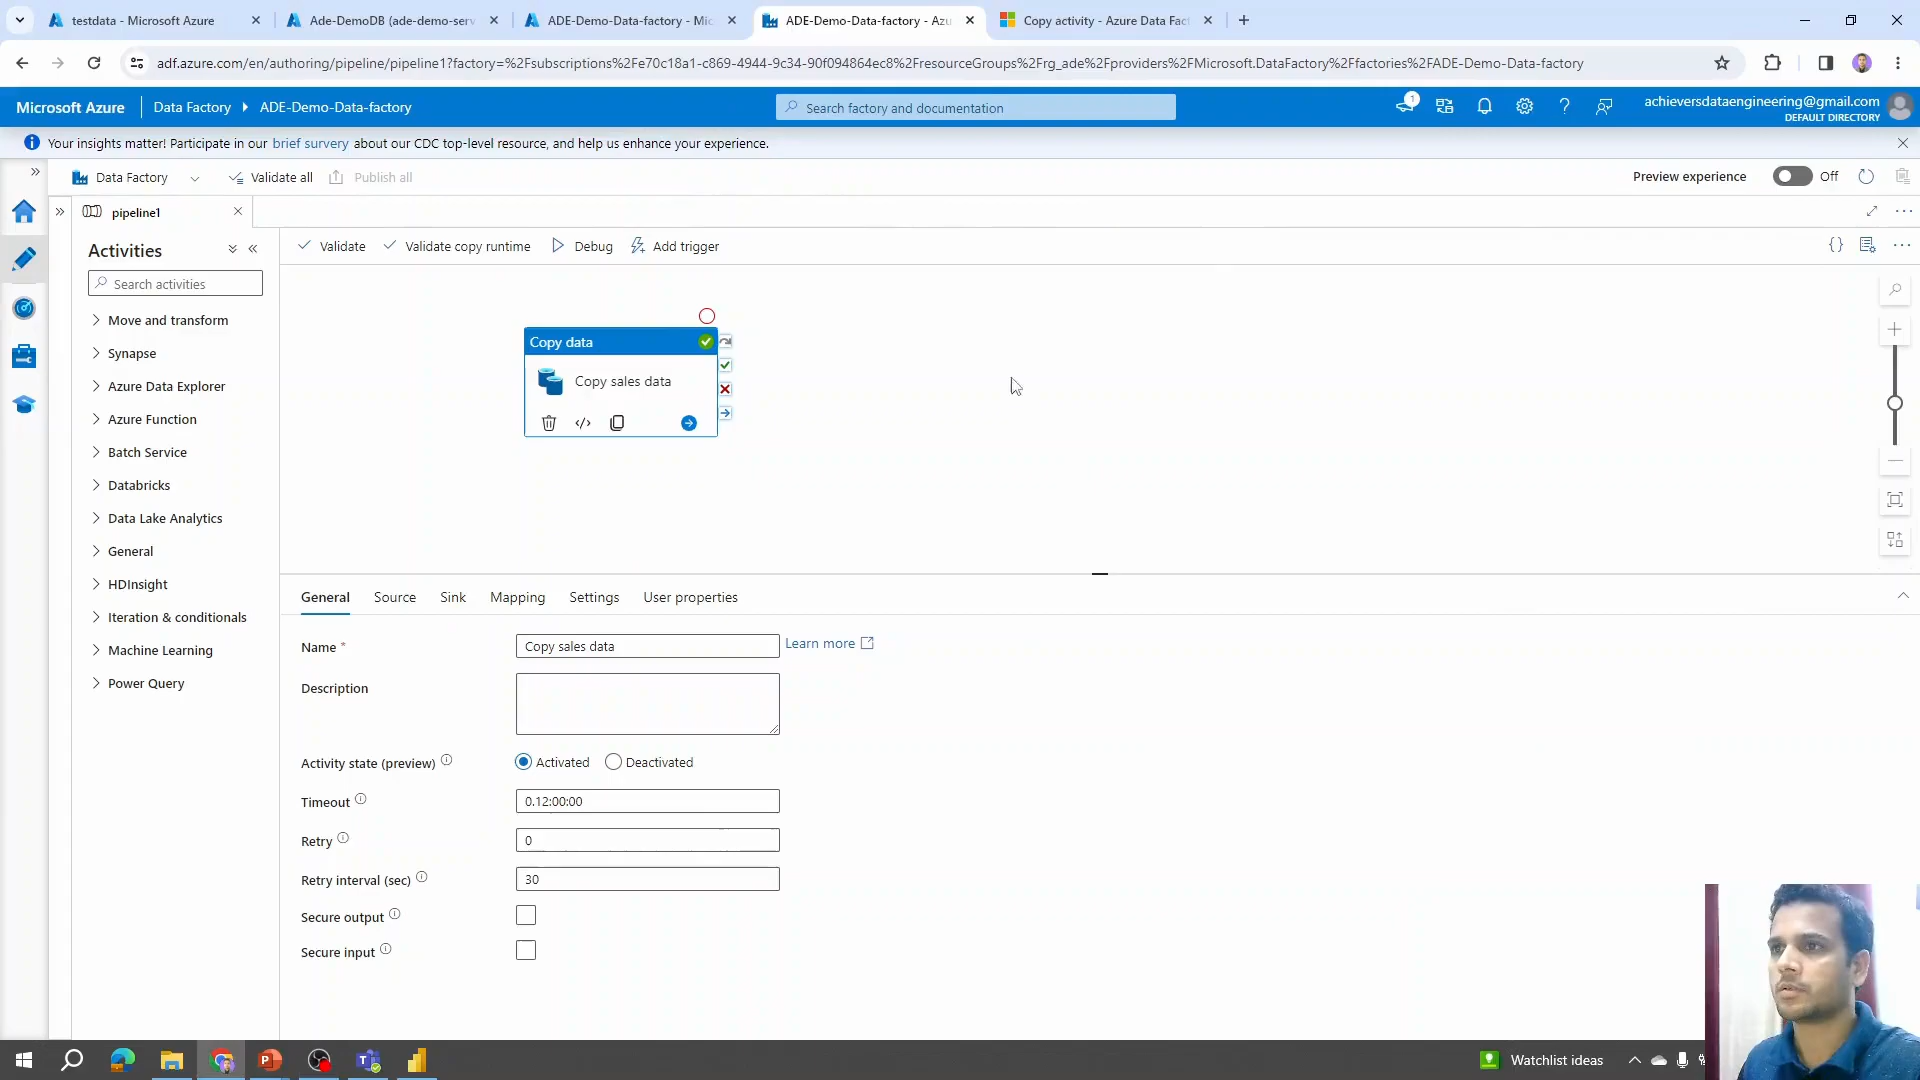 testdata - Microsoft Azure
Ade-DemoDB (ade-demo-serv
ADE-Demo-Data-factory - Mic
ADE-Demo-Data-factory - Azu
Copy activity - Azure Data Fact
adf.azure.com/en/authoring/pipeline/pipeline1?factory=%2Fsubscriptions%2Fe70c18a1-c869-4944-9c34-90f094864ec8%2FresourceGroups%2Frg_ade%2Fproviders%2FMicrosoft.DataFactory%2Ffactories%2FADE-Demo-Data-factory
Microsoft Azure
Data Factory
ADE-Demo-Data-factory
Search factory and documentation
1
achieversdataengineering@gmail.com
DEFAULT DIRECTORY
Your insights matter! Participate in our brief survey about our CDC top-level resource, and help us enhance your experience.
Data Factory
Validate all
Publish all
Preview experience
Off
pipeline1
Activities
Search activities
Move and transform
Synapse
Azure Data Explorer
Azure Function
Batch Service
Databricks
Data Lake Analytics
General
HDInsight
Iteration & conditionals
Machine Learning
Power Query
Validate
Validate copy runtime
Debug
Add trigger
Copy data
Copy sales data
General
Source
Sink
Mapping
Settings
User properties
Name *
Copy sales data
Learn more
Description
Activity state (preview)
Activated
Deactivated
Timeout
0.12:00:00
Retry
0
Retry interval (sec)
30
Secure output
Secure input
Watchlist ideas